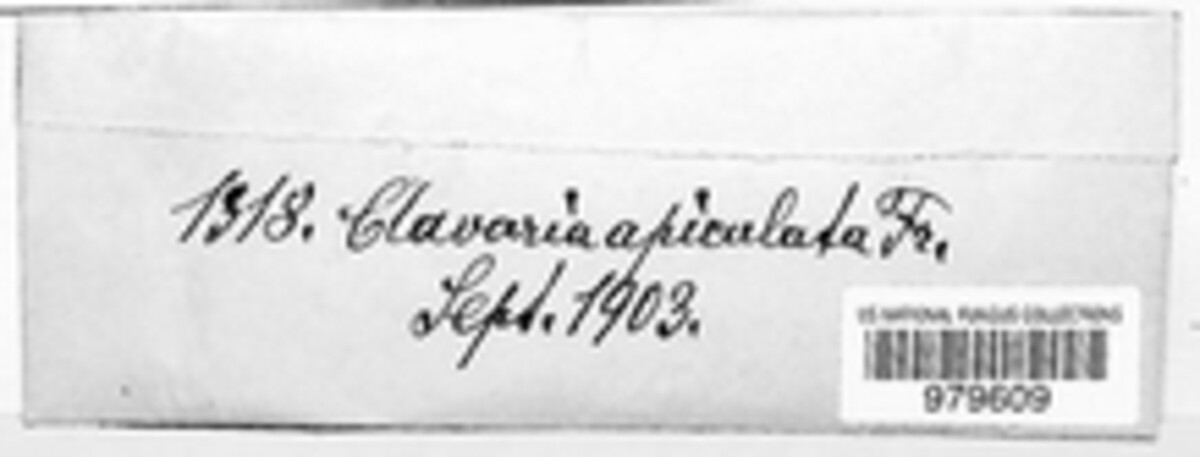 1318. Clavaria apiculata Fr.
Sept. 1903.
US NATIONAL FUNGUS COLLECTIONS
979609